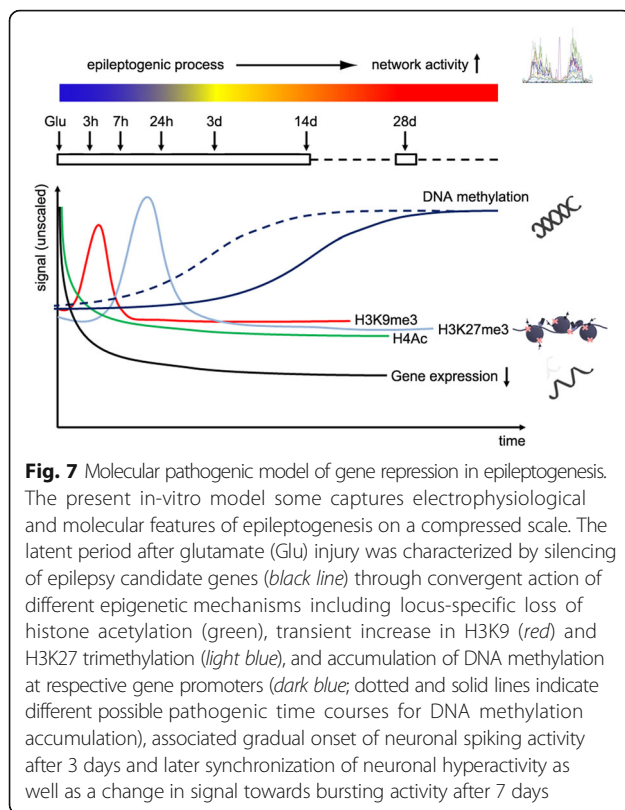 epileptogenic process network activity
Glu 3h 7h 24h 3d 14d 28d
signal (unscaled)
DNA methylation
H3K9me3
H3K27me3
H4Ac
Gene expression
time
Fig. 7 Molecular pathogenic model of gene repression in epileptogenesis.
The present in-vitro model some captures electrophysiological
and molecular features of epileptogenesis on a compressed scale. The
latent period after glutamate (Glu) injury was characterized by silencing
of epilepsy candidate genes (black line) through convergent action of
different epigenetic mechanisms including locus-specific loss of
histone acetylation (green), transient increase in H3K9 (red) and
H3K27 trimethylation (light blue), and accumulation of DNA methylation
at respective gene promoters (dark blue; dotted and solid lines indicate
different possible pathogenic time courses for DNA methylation
accumulation), associated gradual onset of neuronal spiking activity
after 3 days and later synchronization of neuronal hyperactivity as
well as a change in signal towards bursting activity after 7 days